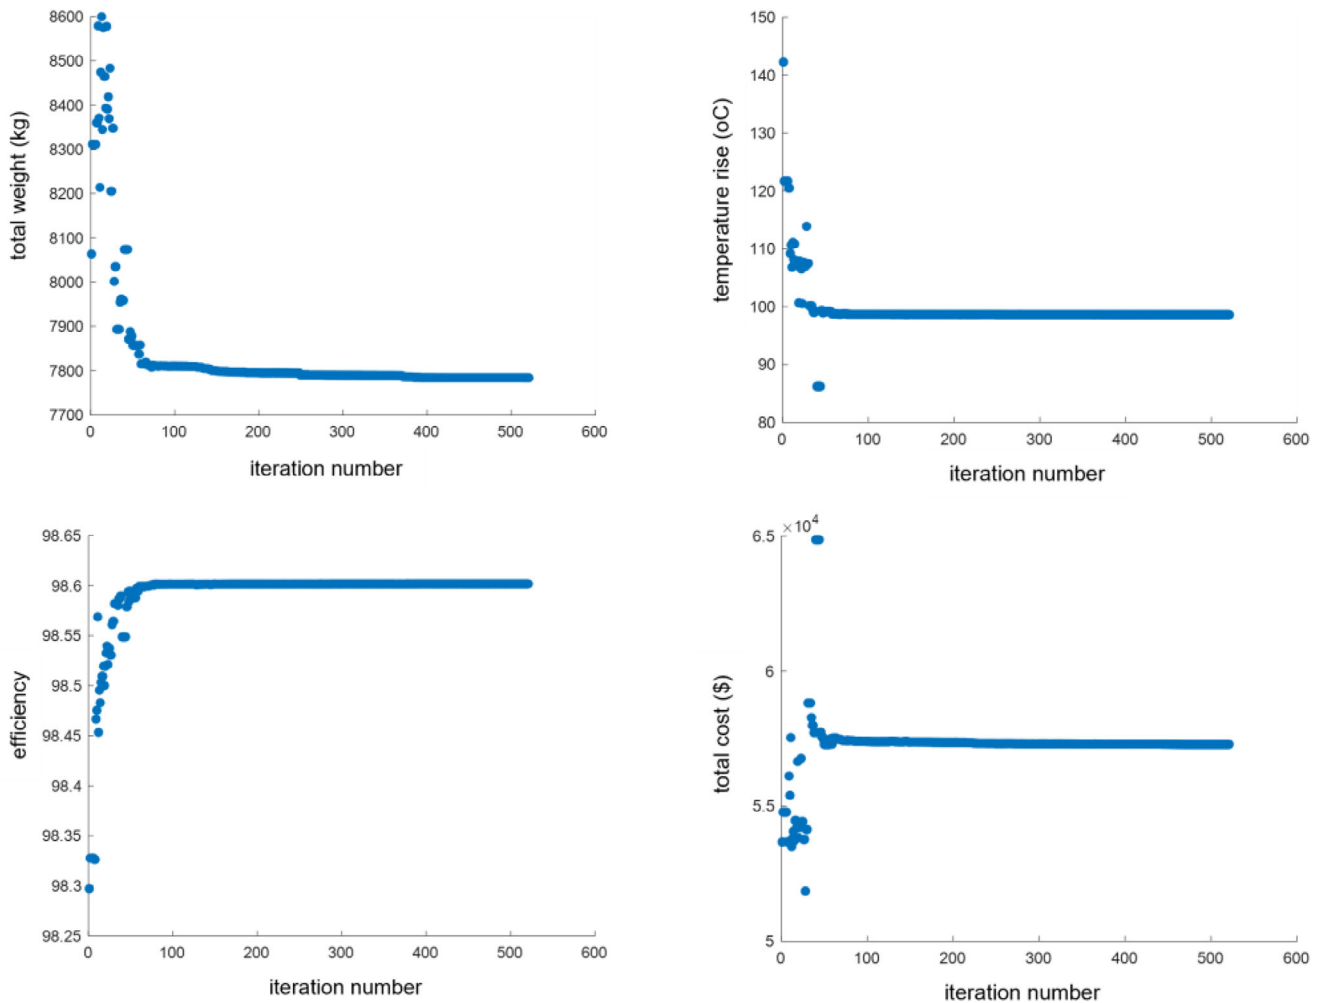 total weight (kg)
8600
8500
8400
8300
8200
8100
8000
7900
7800
7700
0 100 200 300 400 500 600
iteration number
temperature rise (oC)
150
140
130
120
110
100
90
80
0 100 200 300 400 500 600
iteration number
efficiency
98.65
98.6
98.55
98.5
98.45
98.4
98.35
98.3
98.25
0 100 200 300 400 500 600
iteration number
total cost ($)
×10⁴
6.5
6
5.5
5
0 100 200 300 400 500 600
iteration number